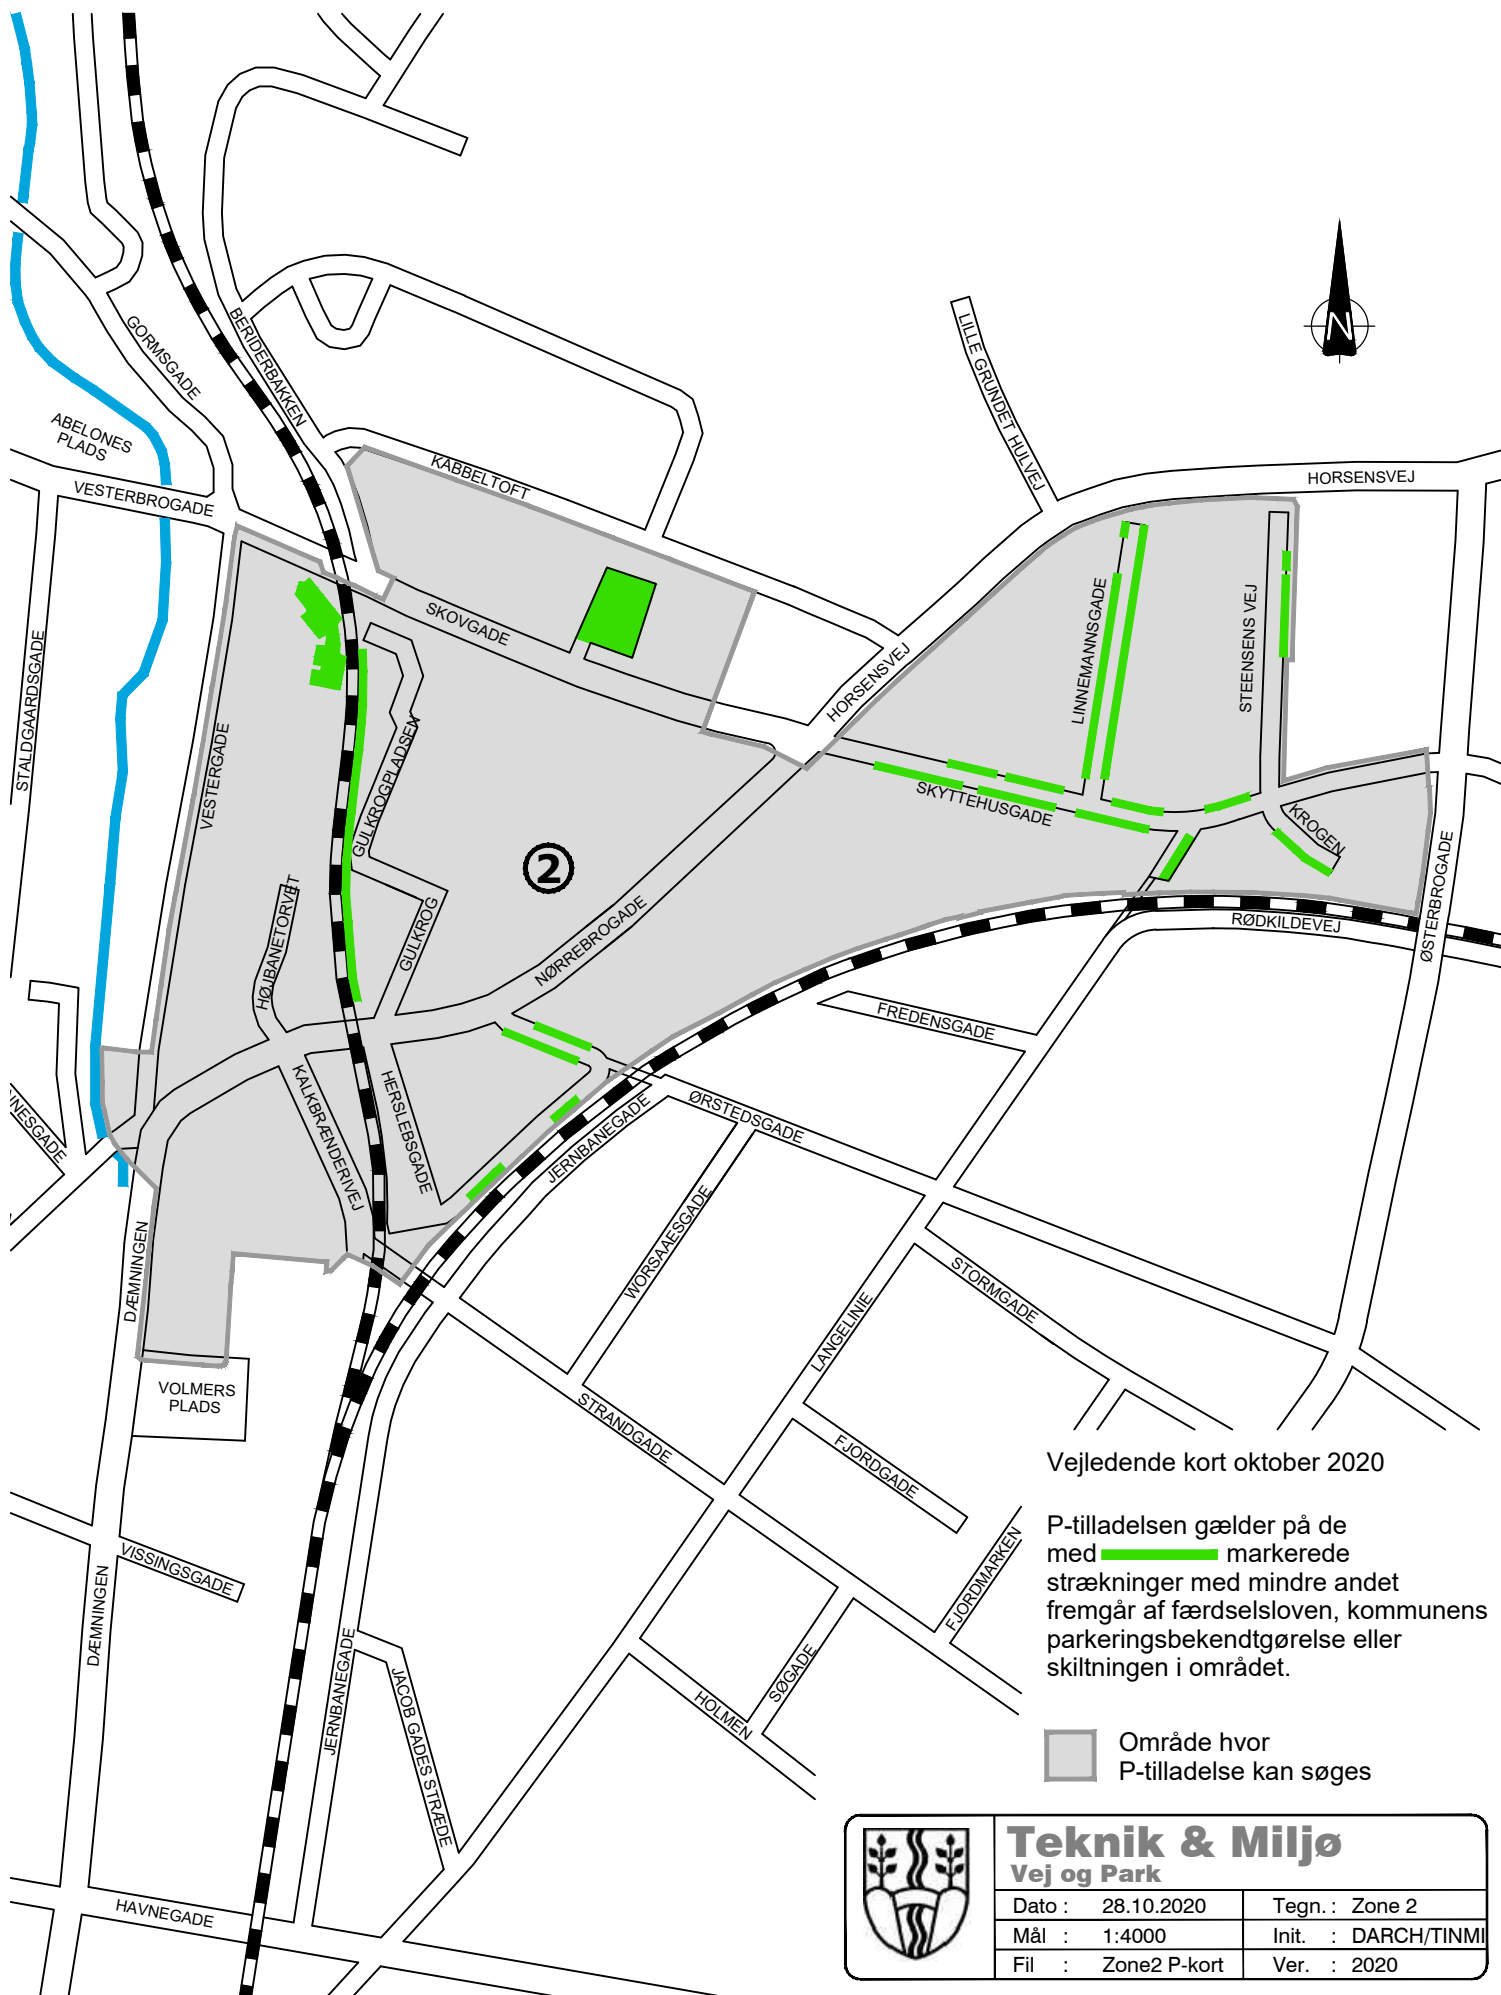 N
LILLE GRUNDET HULVEJ
BERIDERBAKKEN
GORMSGADE
ABELONES
PLADS
KABBELTOFT
HORSENSVEJ
VESTERBROGADE
SKOVGADE
LINNEMANNSGADE
STEENSENS VEJ
STALDGAARDSGADE
HORSENSVEJ
VESTERGADE
GULKROGPLADSEN
SKYTTEHUSGADE
KROGEN
2
ØSTERBROGADE
HØJBANETORVET
GULKROG
NØRREBROGADE
RØDKILDEVEJ
FREDENSGADE
NNESGADE
KALKBRÆNDERIVEJ
HERSLEBSGADE
ØRSTEDSGADE
JERNBANEGADE
WORSAAESGADE
DÆMNINGEN
STORMGADE
LANGELINIE
VOLMERS
PLADS
STRANDGADE
FJORDGADE
Vejledende kort oktober 2020
P-tilladelsen gælder på de
med markerede
strækninger med mindre andet
fremgår af færdselsloven, kommunens
parkeringsbekendtgørelse eller
skiltningen i området.
VISSINGSGADE
DÆMNINGEN
FJORDMARKEN
JERNBANEGADE
JACOB GADES STRÆDE
SØGADE
HOLMEN
Område hvor
P-tilladelse kan søges
HAVNEGADE
Teknik & Miljø
Vej og Park
Dato : 28.10.2020 Tegn. : Zone 2
Mål : 1:4000 Init. : DARCH/TINMI
Fil : Zone2 P-kort Ver. : 2020